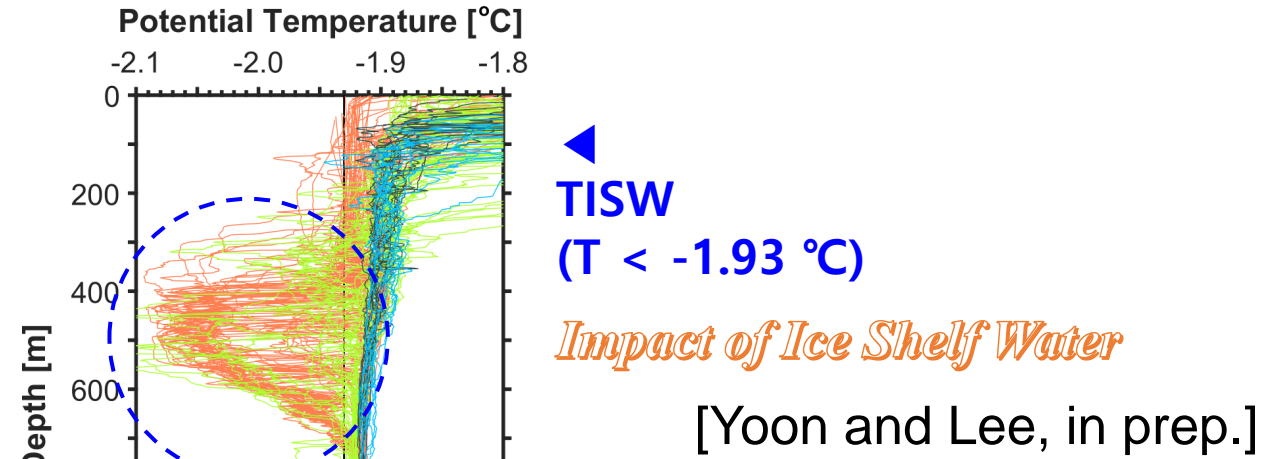 Potential Temperature [°C]
-2.1 -2.0 -1.9 -1.8
0
200
TISW
(T < -1.93 ℃)
400
Impact of Ice Shelf Water
600
[Yoon and Lee, in prep.]
Depth [m]